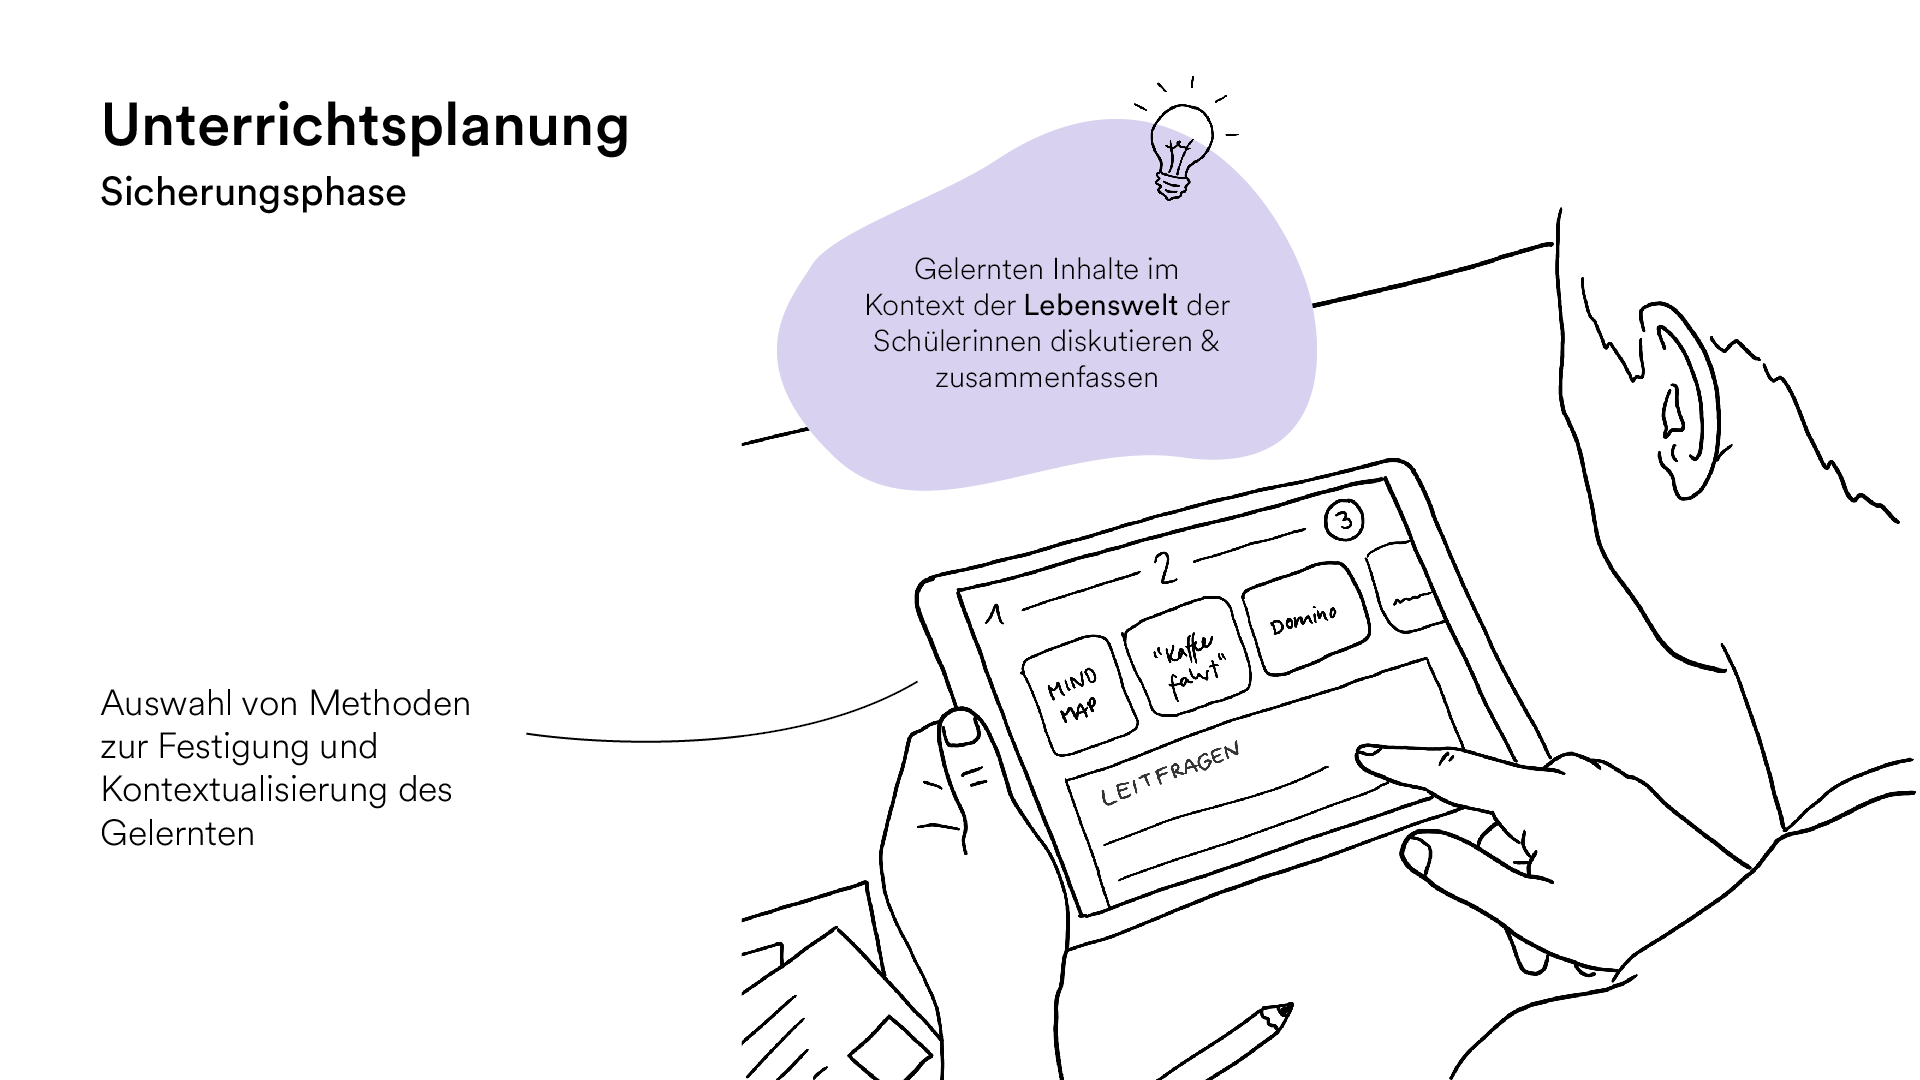 Unterrichtsplanung
Sicherungsphase
Gelernten Inhalte im
Kontext der Lebenswelt der
Schülerinnen diskutieren &
zusammenfassen
Auswahl von Methoden
zur Festigung und
Kontextualisierung des
Gelernten
1 2 3
MIND
MAP
"Kaffee
fahrt"
Domino
LEITFRAGEN